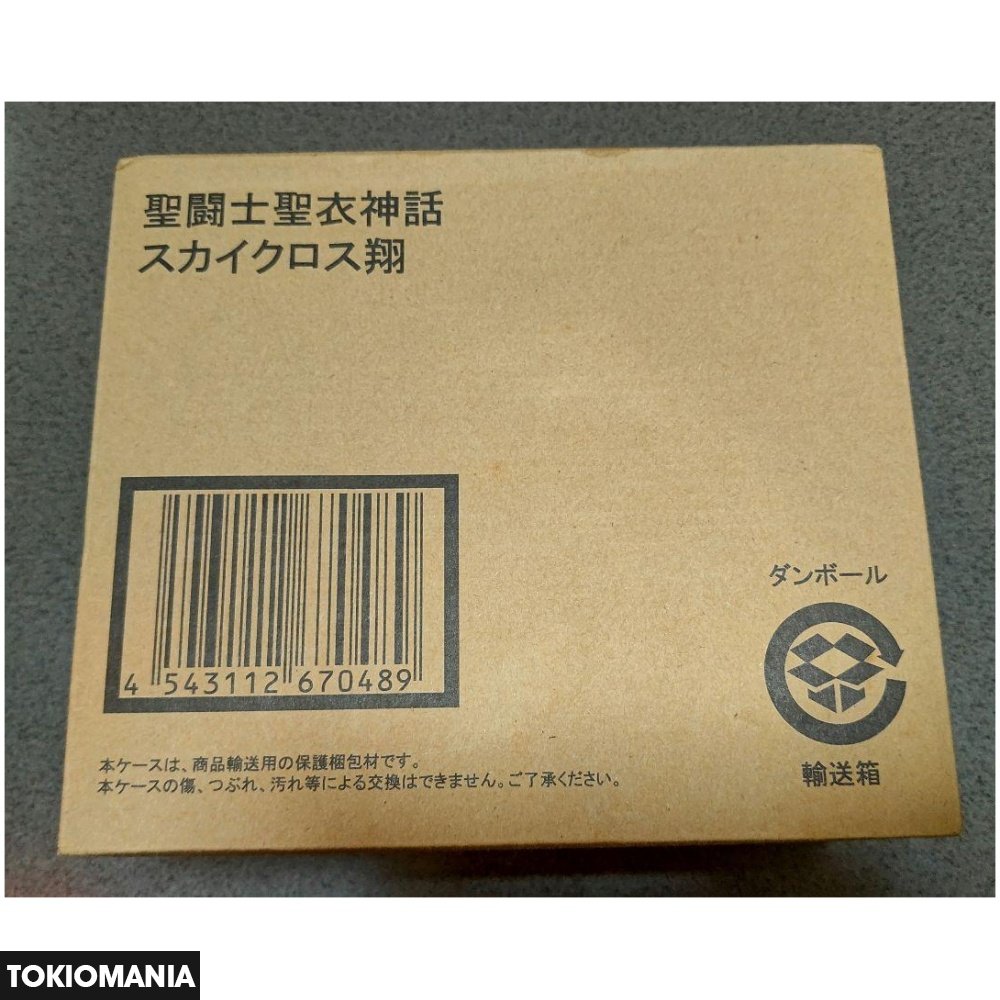 聖闘士聖衣神話
スカイクロス翔
4 543112 670489
ダンボール
輸送箱
本ケースは、商品輸送用の保護梱包材です。
本ケースの傷、つぶれ、汚れ等による交換はできません。ご了承ください。
TOKIOMANIA